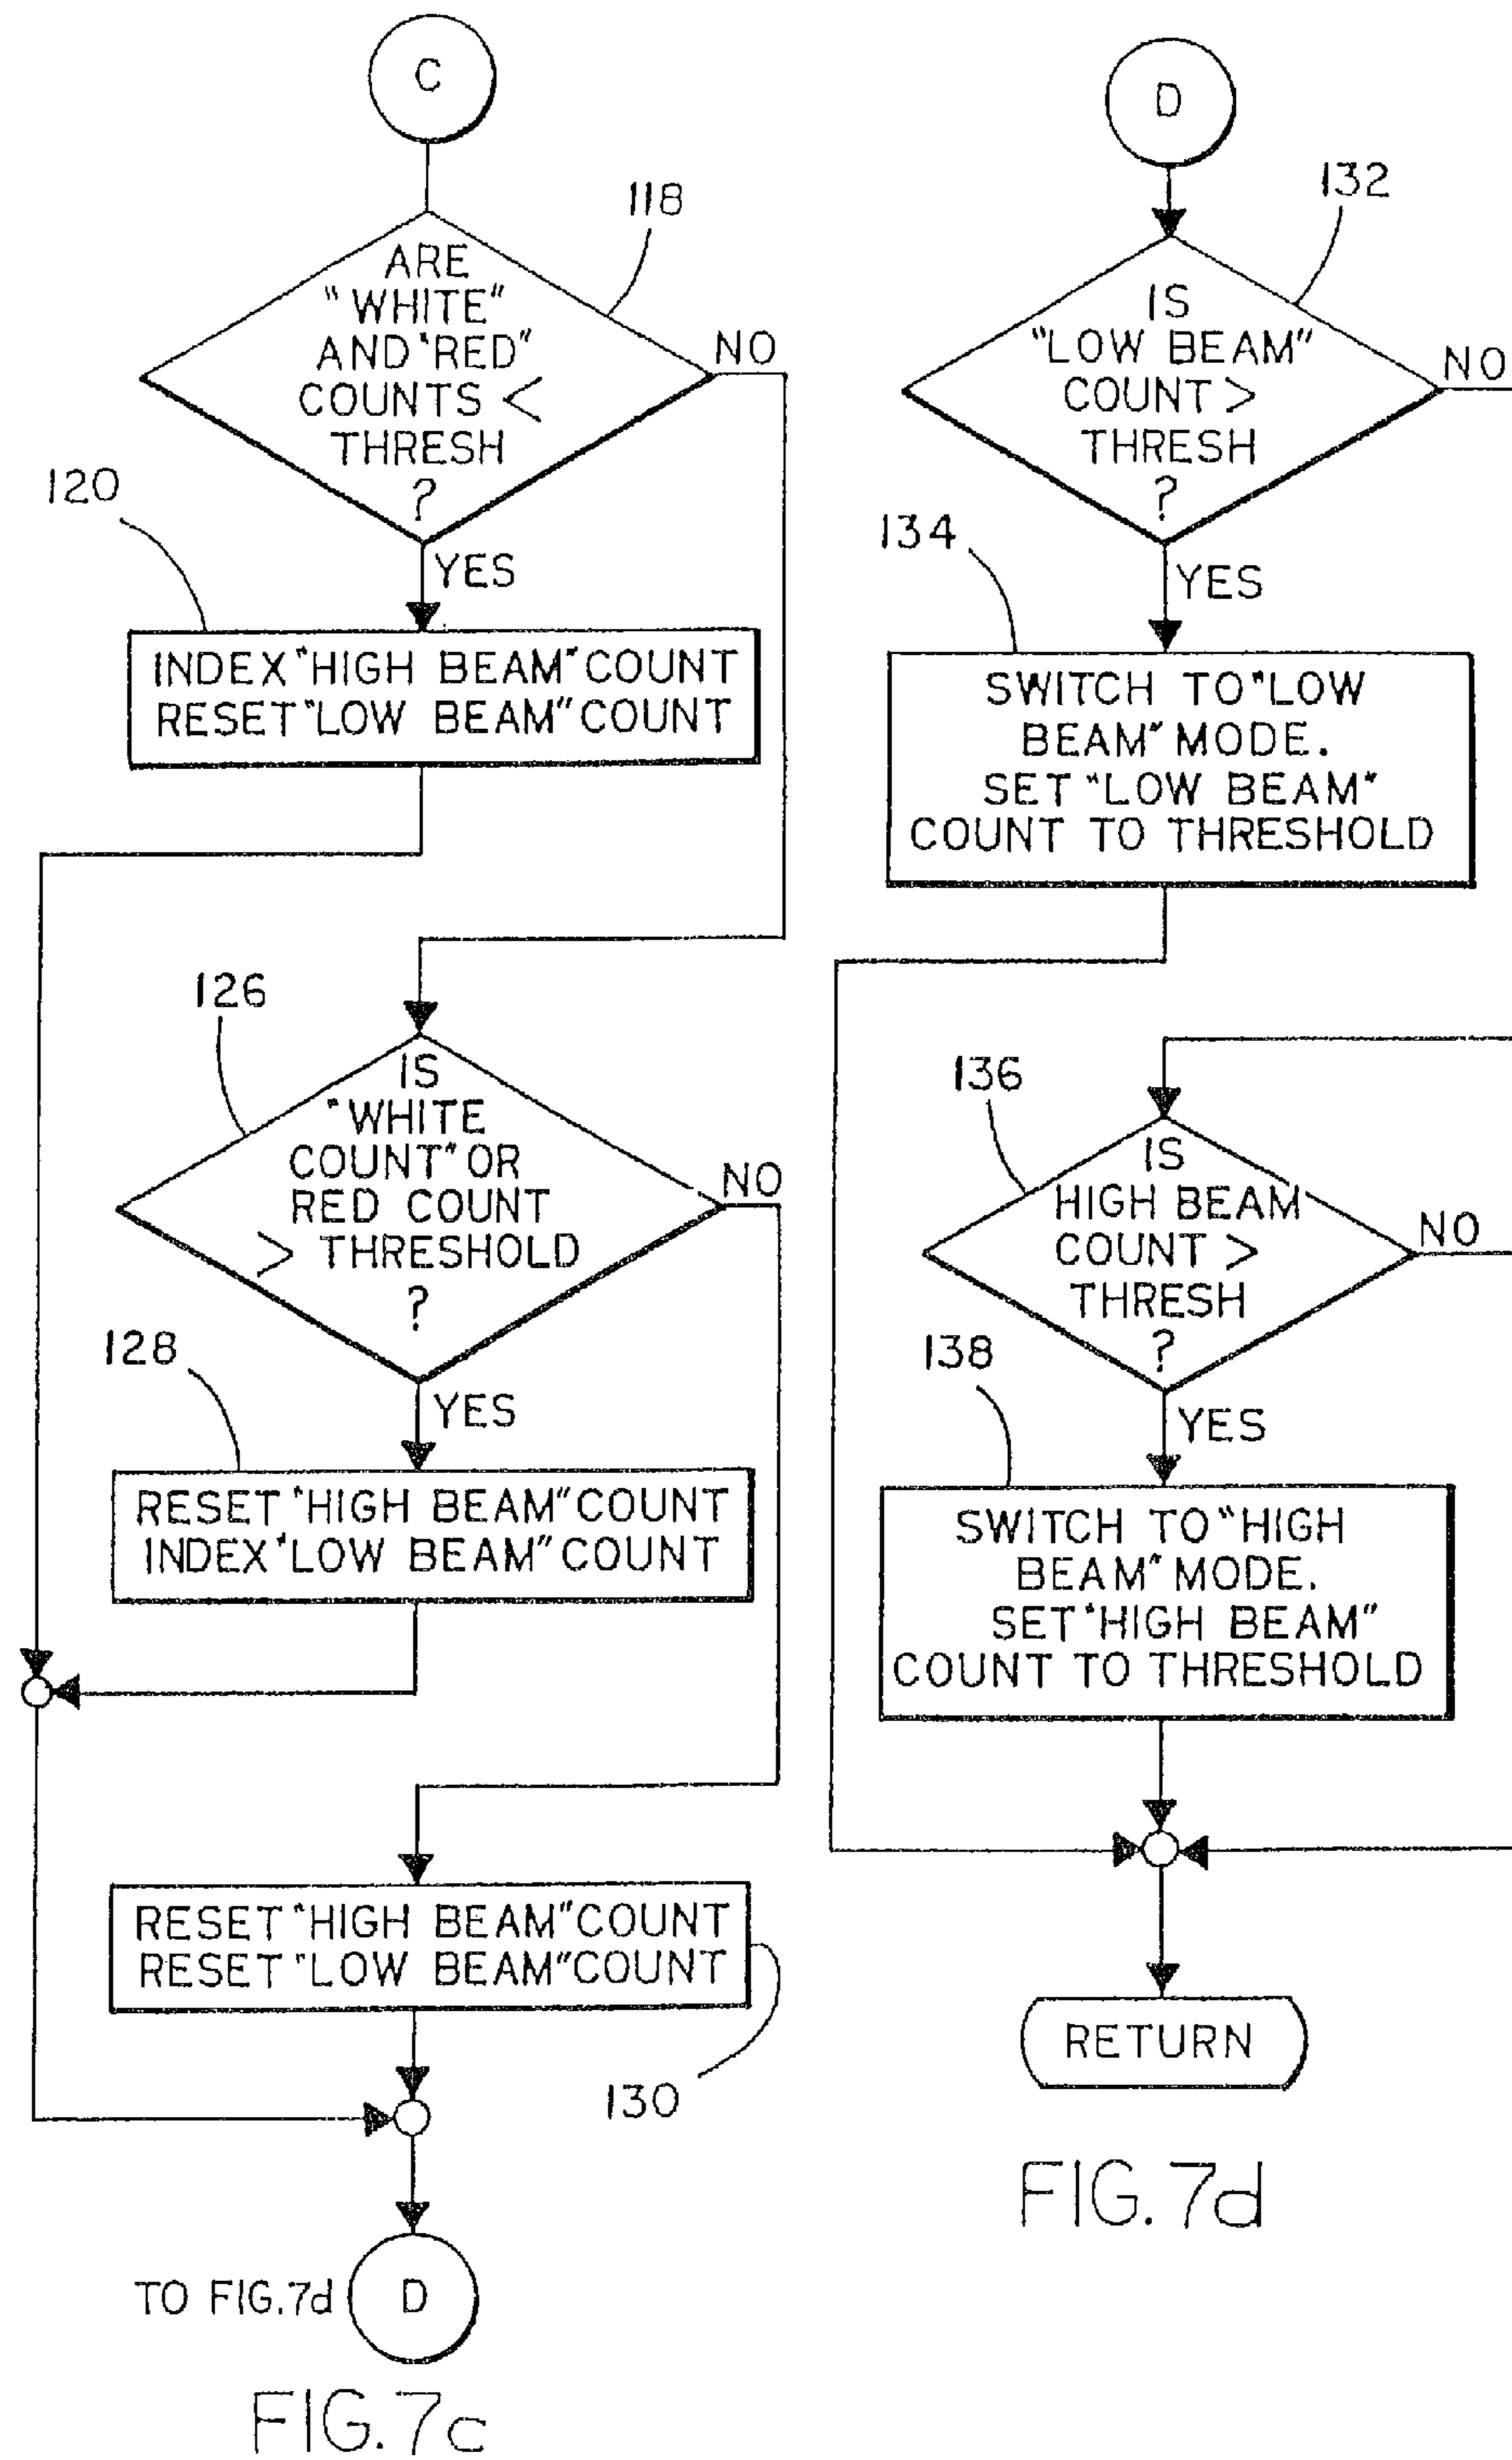 C
118
ARE
"WHITE"
AND "RED"
COUNTS <
THRESH
?
NO
120
YES
INDEX "HIGH BEAM" COUNT
RESET "LOW BEAM" COUNT
126
IS
"WHITE
COUNT" OR
RED COUNT
> THRESHOLD
?
NO
128
YES
RESET "HIGH BEAM" COUNT
INDEX "LOW BEAM" COUNT
RESET "HIGH BEAM" COUNT
RESET "LOW BEAM" COUNT
130
TO FIG.7d
D
FIG.7c
D
132
IS
"LOW BEAM"
COUNT >
THRESH
?
NO
134
YES
SWITCH TO "LOW
BEAM" MODE.
SET "LOW BEAM"
COUNT TO THRESHOLD
136
IS
HIGH BEAM
COUNT >
THRESH
?
NO
138
YES
SWITCH TO "HIGH
BEAM" MODE.
SET "HIGH BEAM"
COUNT TO THRESHOLD
RETURN
FIG.7d